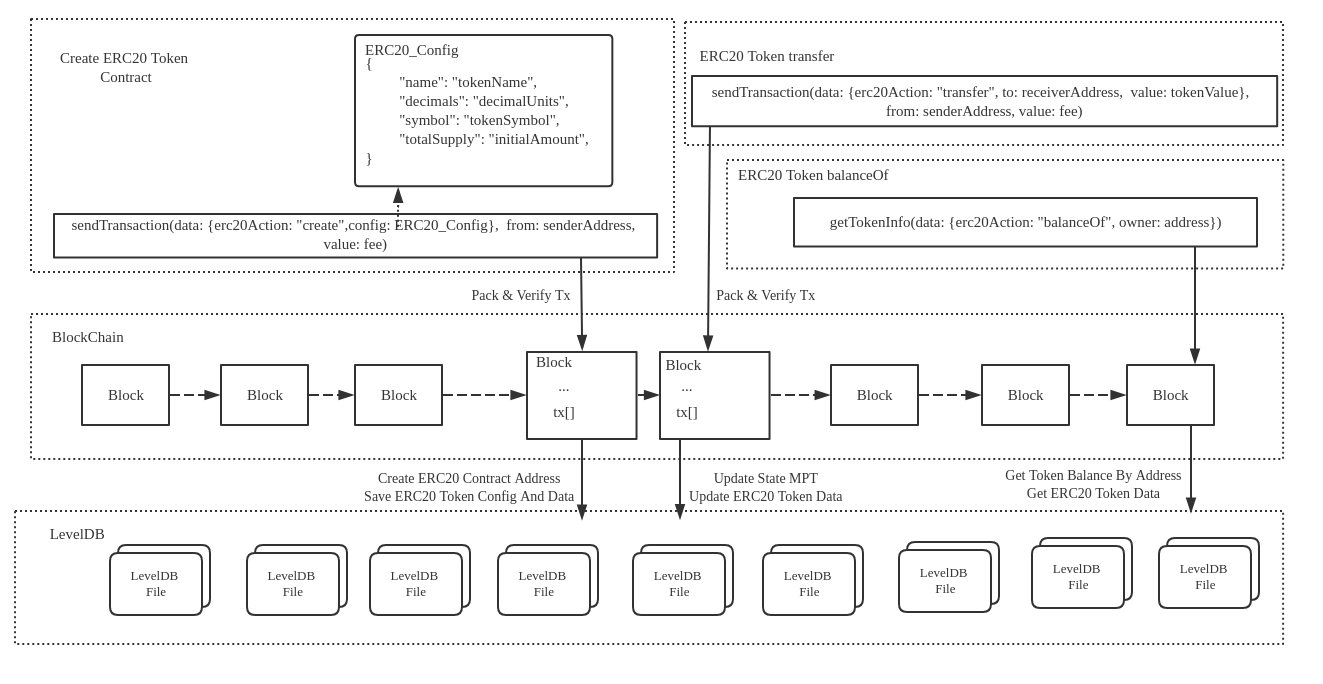 Create ERC20 Token
Contract
ERC20_Config
{
"name": "tokenName",
"decimals": "decimalUnits",
"symbol": "tokenSymbol",
"totalSupply": "initialAmount",
}
sendTransaction(data: {erc20Action: "create",config: ERC20_Config}, from: senderAddress,
value: fee)
ERC20 Token transfer
sendTransaction(data: {erc20Action: "transfer", to: receiverAddress, value: tokenValue},
from: senderAddress, value: fee)
ERC20 Token balanceOf
getTokenInfo(data: {erc20Action: "balanceOf", owner: address})
Pack & Verify Tx
Pack & Verify Tx
BlockChain
Block
Block
Block
Block
...
tx[]
Block
...
tx[]
Block
Block
Block
Create ERC20 Contract Address
Save ERC20 Token Config And Data
Update State MPT
Update ERC20 Token Data
Get Token Balance By Address
Get ERC20 Token Data
LevelDB
LevelDB
File
LevelDB
File
LevelDB
File
LevelDB
File
LevelDB
File
LevelDB
File
LevelDB
File
LevelDB
File
LevelDB
File